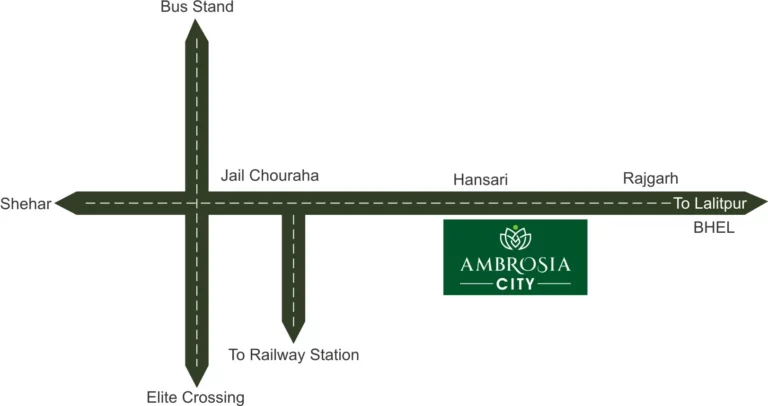 Bus Stand
Jail Chouraha
Hansari
Rajgarh
Shehar
To Lalitpur
BHEL
AMBROSIA
CITY
To Railway Station
Elite Crossing